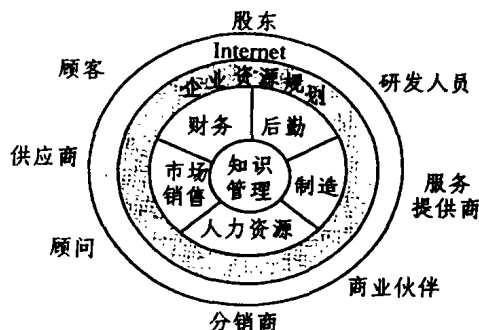 股东
Internet
顾客
企业资源规划
研发人员
财务
后勤
供应商
市场
销售
知识
管理
制造
服务
提供商
人力资源
顾问
商业伙伴
分销商